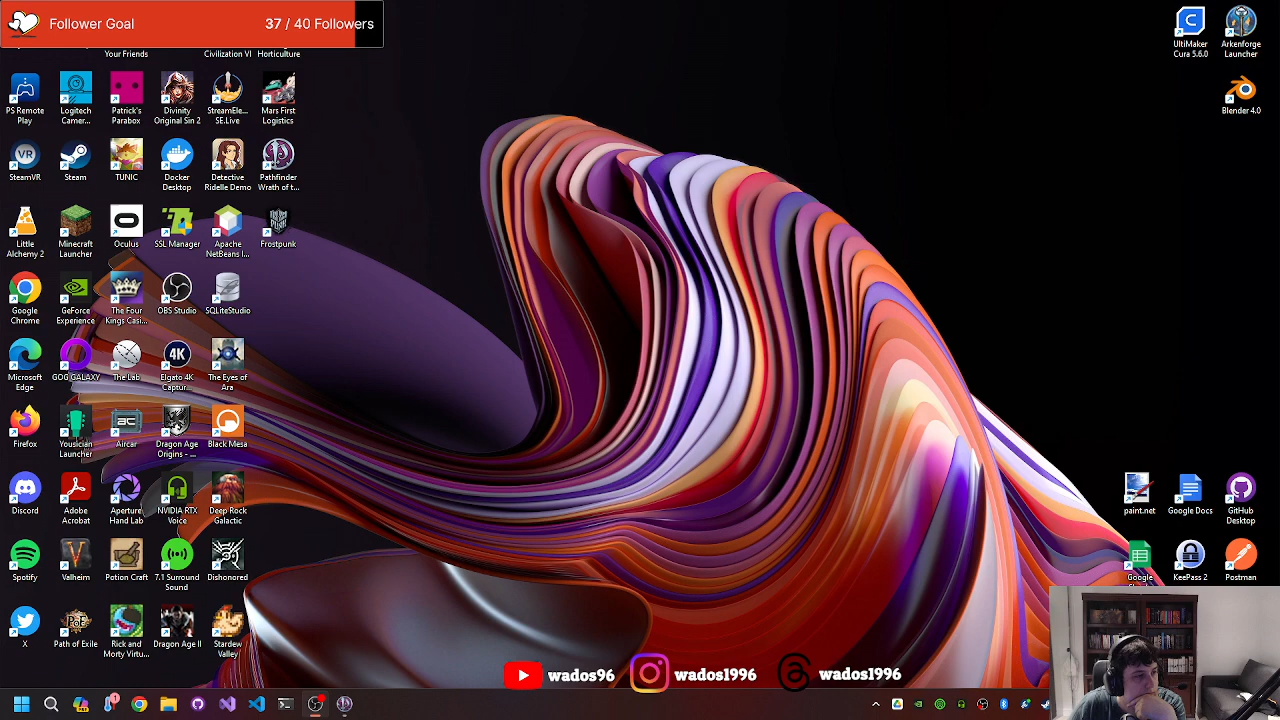 Follower Goal
37 / 40 Followers
Your Friends
Civilization VI
Horticulture
PS Remote Play
Logitech Camer...
Patrick's Parabox
Divinity Original Sin 2
StreamEle... SE.Live
Mars First Logistics
SteamVR
Steam
TUNIC
Docker Desktop
Detective Ridelle Demo
Pathfinder Wrath of t...
Little Alchemy 2
Minecraft Launcher
Oculus
SSL Manager
Apache NetBeans I...
Frostpunk
Google Chrome
GeForce Experience
The Four Kings Casi...
OBS Studio
SQLiteStudio
Microsoft Edge
GOG GALAXY
The Lab
Elgato 4K Captur...
The Eyes of Ara
Firefox
Yousician Launcher
Aircar
Dragon Age Origins - ...
Black Mesa
Discord
Adobe Acrobat
Aperture Hand Lab
NVIDIA RTX Voice
Deep Rock Galactic
Spotify
Valheim
Potion Craft
7.1 Surround Sound
Dishonored
X
Path of Exile
Rick and Morty Virtu...
Dragon Age II
Stardew Valley
UltiMaker Cura 5.6.0
Arkenforge Launcher
Blender 4.0
paint.net
Google Docs
GitHub Desktop
Google
KeePass 2
Postman
wados96
wados1996
wados1996